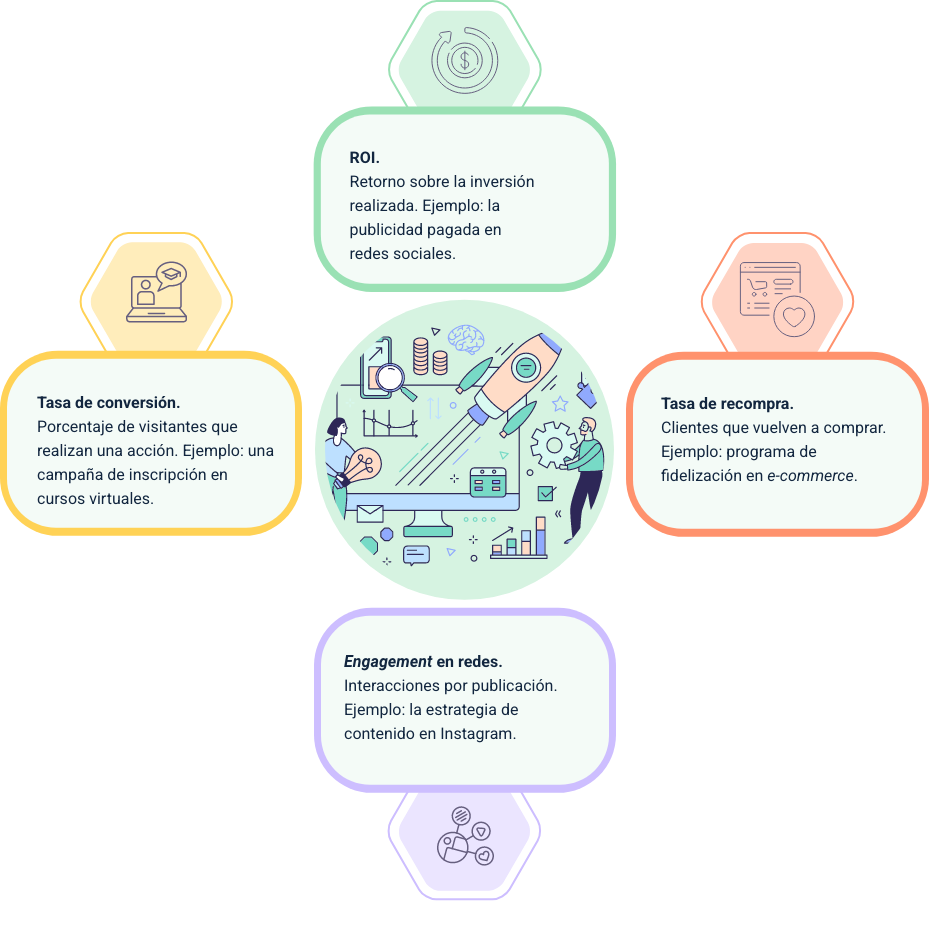 ROI.
Retorno sobre la inversión
realizada. Ejemplo: la
publicidad pagada en
redes sociales.
Tasa de conversión.
Porcentaje de visitantes que
realizan una acción. Ejemplo: una
campaña de inscripción en
cursos virtuales.
Tasa de recompra.
Clientes que vuelven a comprar.
Ejemplo: programa de
fidelización en e-commerce.
Engagement en redes.
Interacciones por publicación.
Ejemplo: la estrategia de
contenido en Instagram.